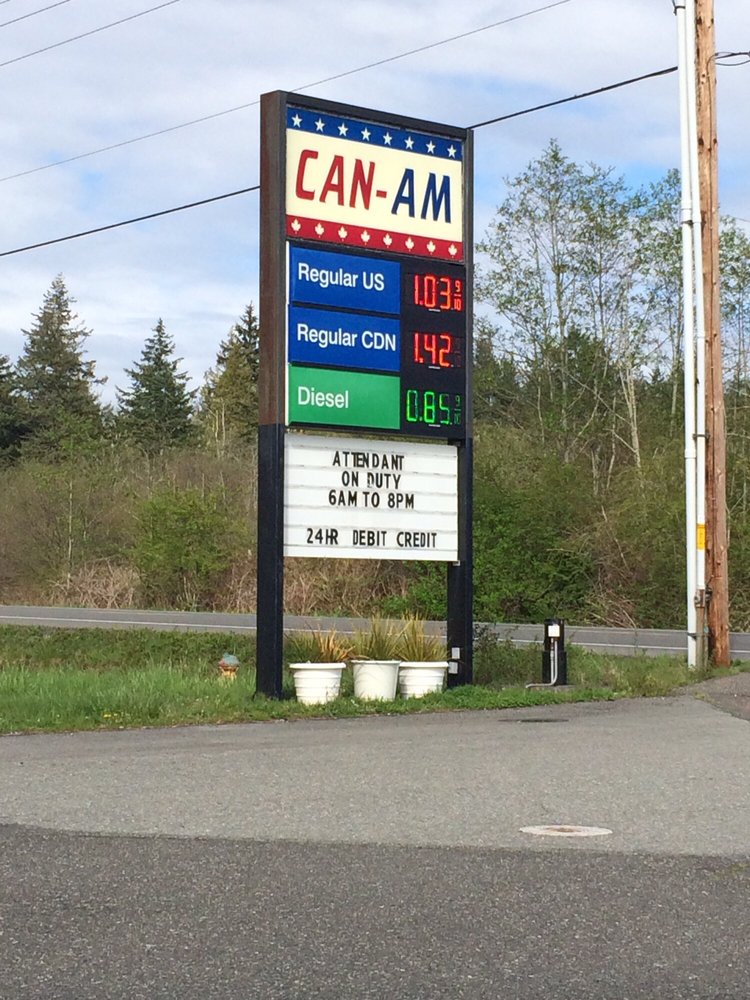 CAN-AM
Regular US 1.03 9/10
Regular CDN 1.42
Diesel 0.85 9/10
ATTENDANT
ON DUTY
6AM TO 8PM
24HR DEBIT CREDIT